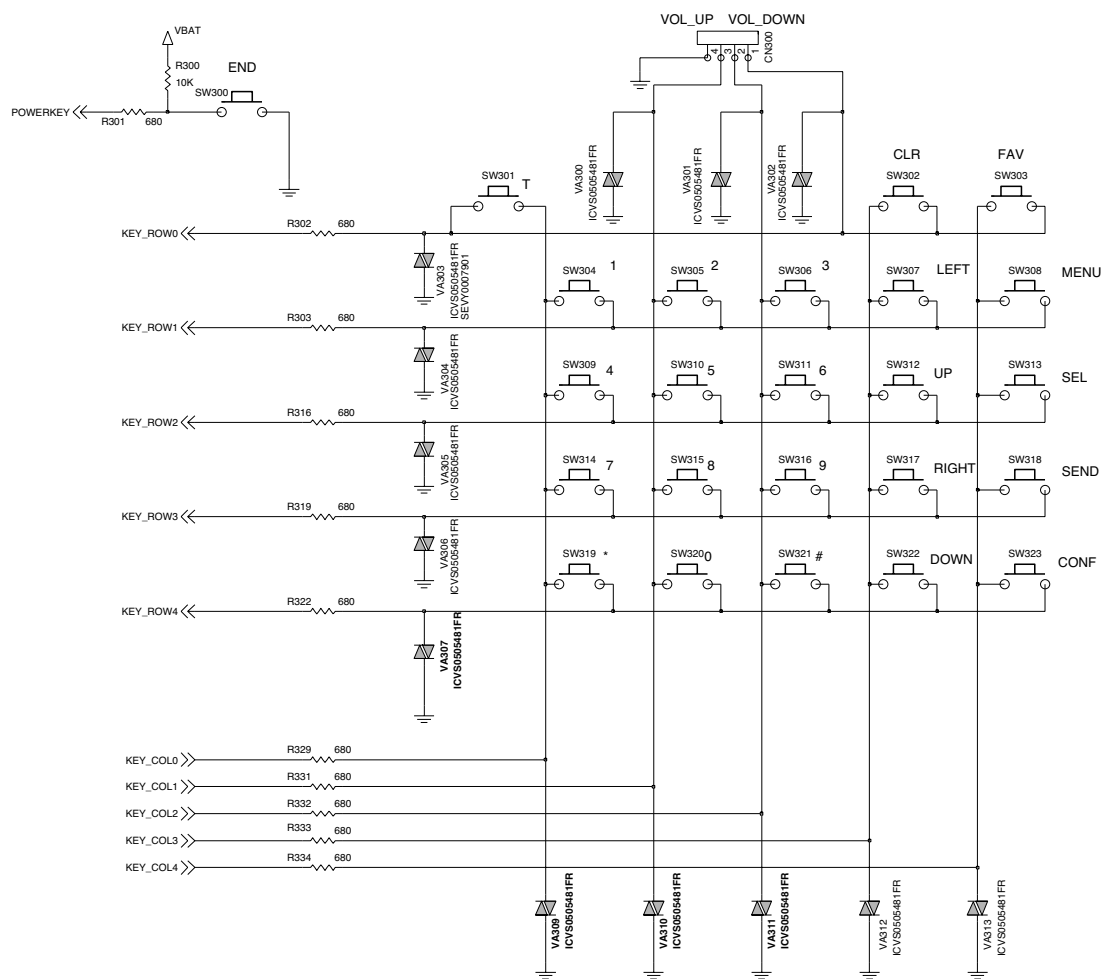 VOL_UP VOL_DOWN
CN300
4 3 2 1
VBAT
R300
10K
END
SW300
POWERKEY
R301 680
VA300
ICVS0505481FR
VA301
ICVS0505481FR
VA302
ICVS0505481FR
CLR FAV
SW301 T SW302 SW303
KEY_ROW0 R302 680
VA303
ICVS0505481FR
SEVY0007901
SW304 1 SW305 2 SW306 3 SW307 LEFT SW308 MENU
KEY_ROW1 R303 680
VA304
ICVS0505481FR
SW309 4 SW310 5 SW311 6 SW312 UP SW313 SEL
KEY_ROW2 R316 680
VA305
ICVS0505481FR
SW314 7 SW315 8 SW316 9 SW317 RIGHT SW318 SEND
KEY_ROW3 R319 680
VA306
ICVS0505481FR
SW319 * SW320 0 SW321 # SW322 DOWN SW323 CONF
KEY_ROW4 R322 680
VA307
ICVS0505481FR
KEY_COL0 R329 680
KEY_COL1 R331 680
KEY_COL2 R332 680
KEY_COL3 R333 680
KEY_COL4 R334 680
VA309
ICVS0505481FR
VA310
ICVS0505481FR
VA311
ICVS0505481FR
VA312
ICVS0505481FR
VA313
ICVS0505481FR